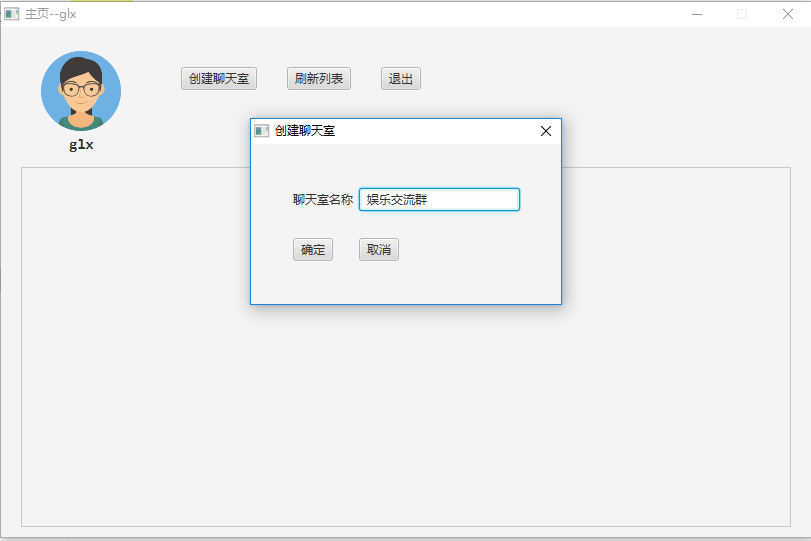 主页--glx
创建聊天室 刷新列表 退出
glx
创建聊天室
聊天室名称 娱乐交流群
确定 取消